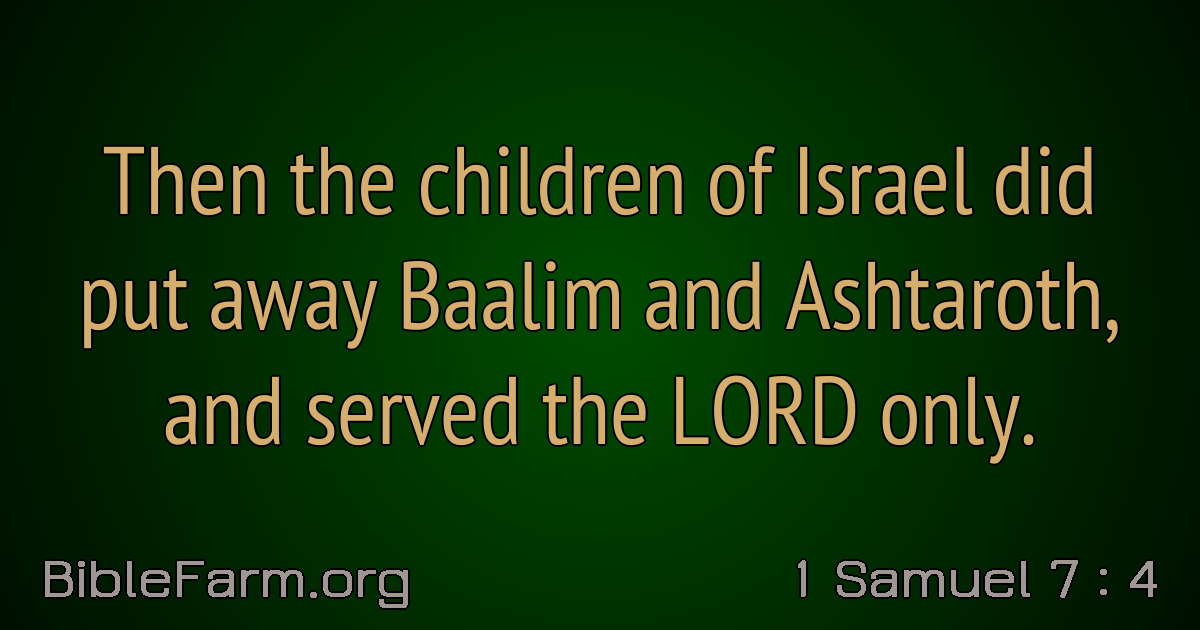 Then the children of Israel did
put away Baalim and Ashtaroth,
and served the LORD only.
BibleFarm.org
1 Samuel 7 : 4